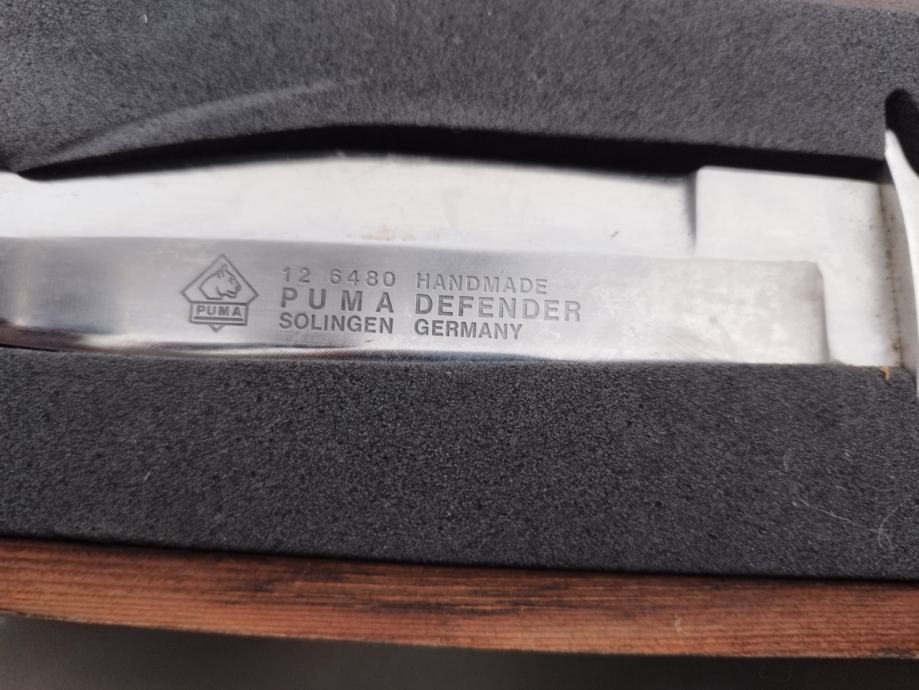 PUMA
12 6480 HANDMADE
PUMA DEFENDER
SOLINGEN GERMANY